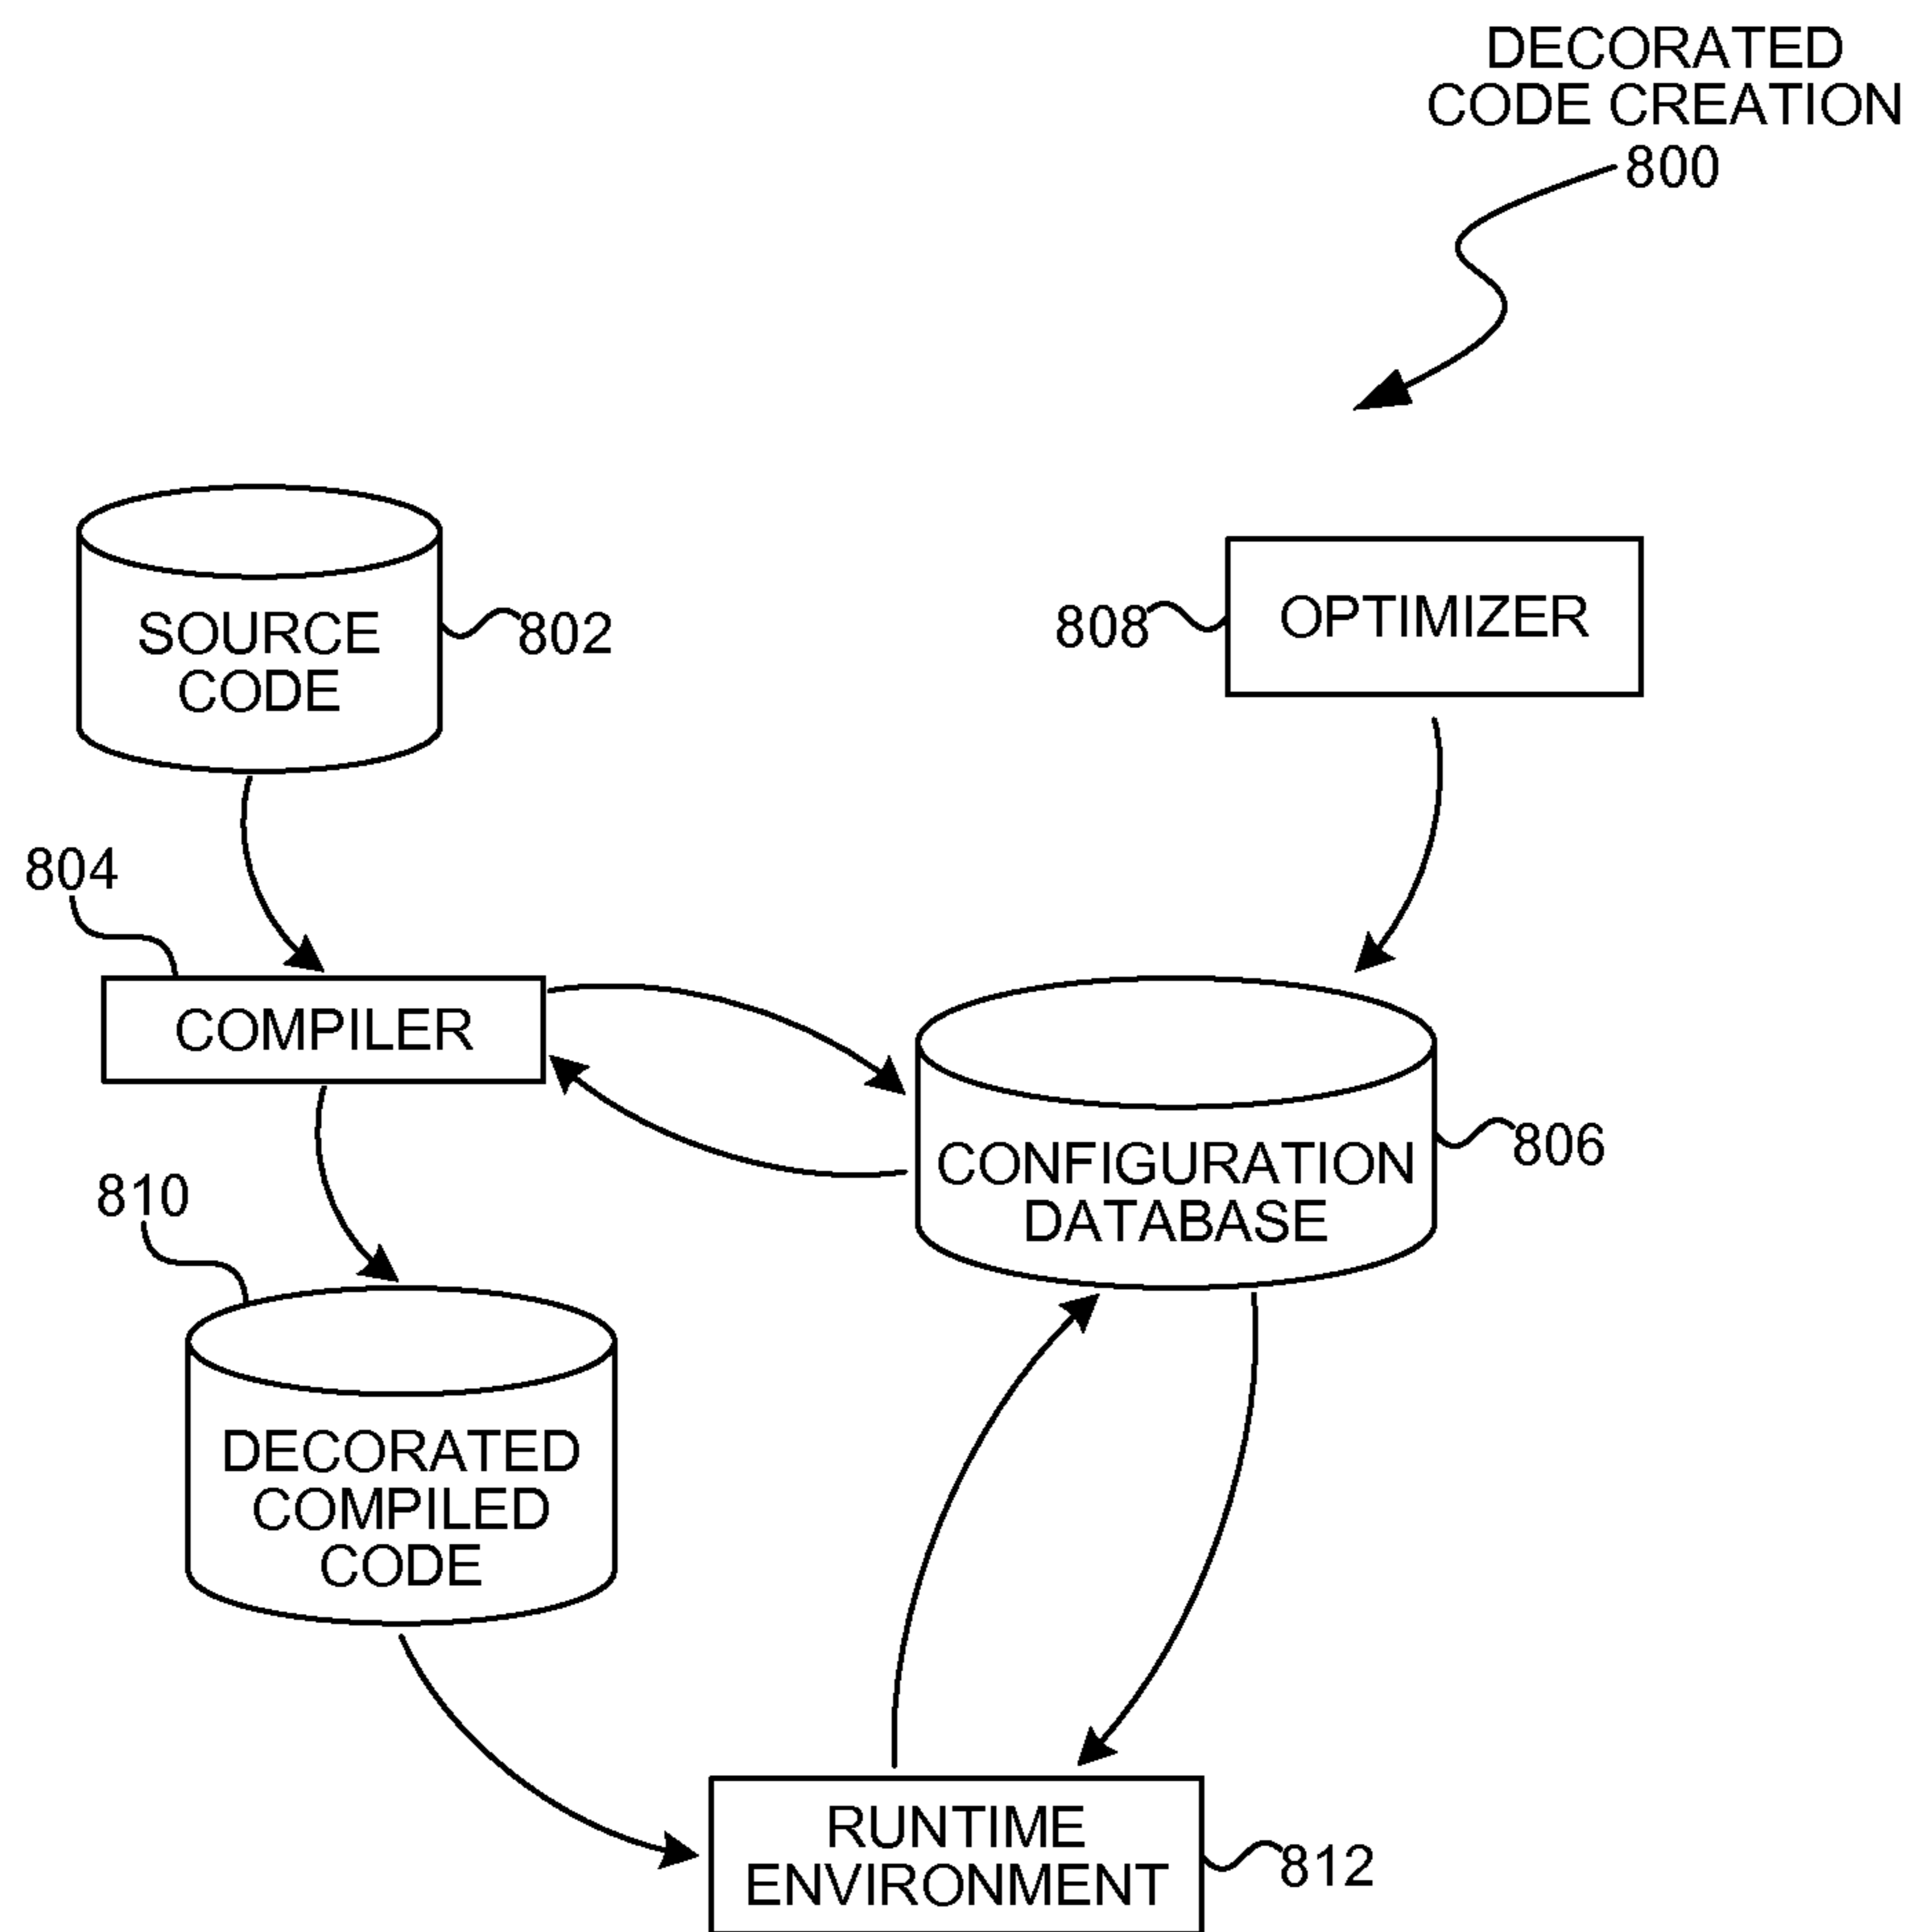 DECORATED
CODE CREATION
800
SOURCE
CODE
802
808
OPTIMIZER
804
COMPILER
CONFIGURATION
DATABASE
806
810
DECORATED
COMPILED
CODE
RUNTIME
ENVIRONMENT
812